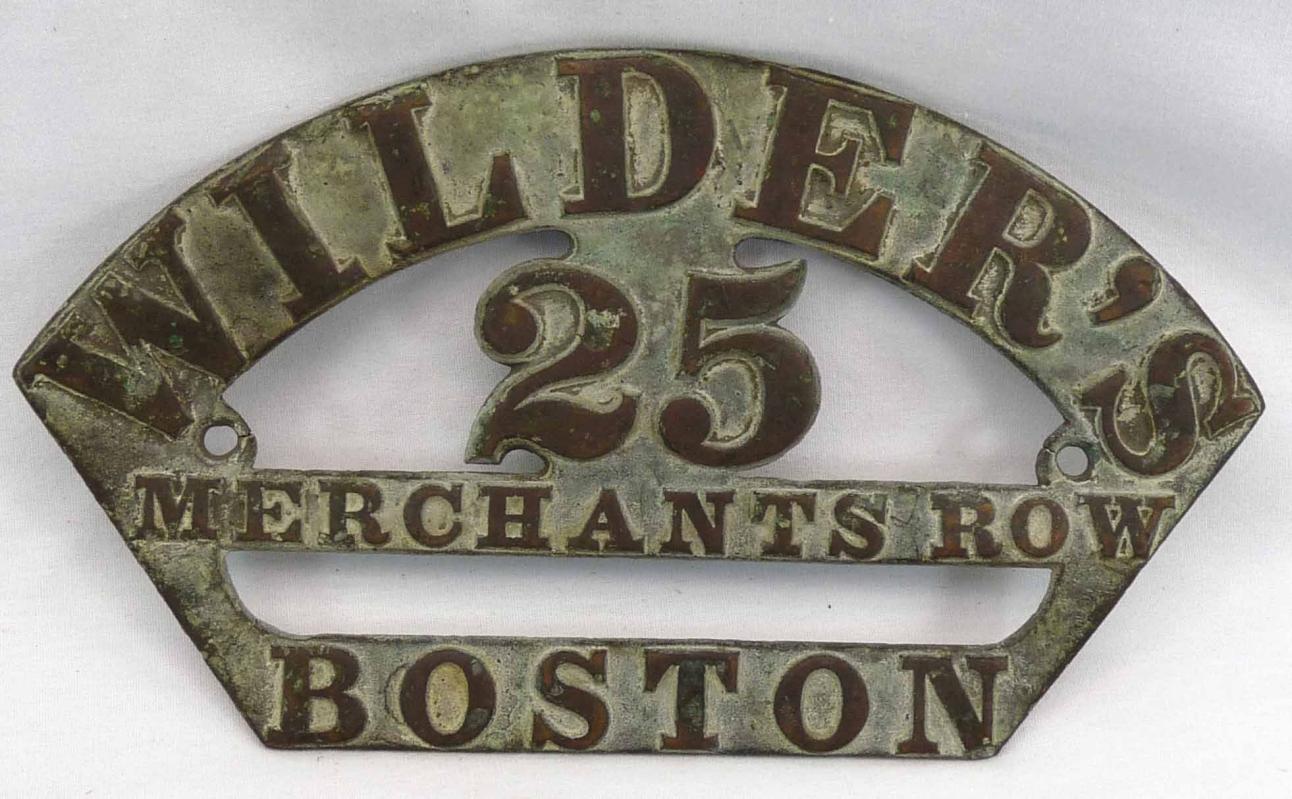 WILDER'S
25
MERCHANTS ROW
BOSTON